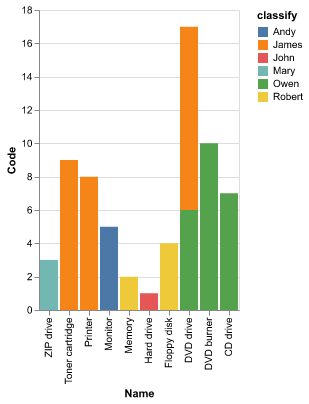 18
16
14
12
10
8
6
4
2
0
Code
ZIP drive
Toner cartridge
Printer
Monitor
Memory
Hard drive
Floppy disk
DVD drive
DVD burner
CD drive
Name
classify
Andy
James
John
Mary
Owen
Robert